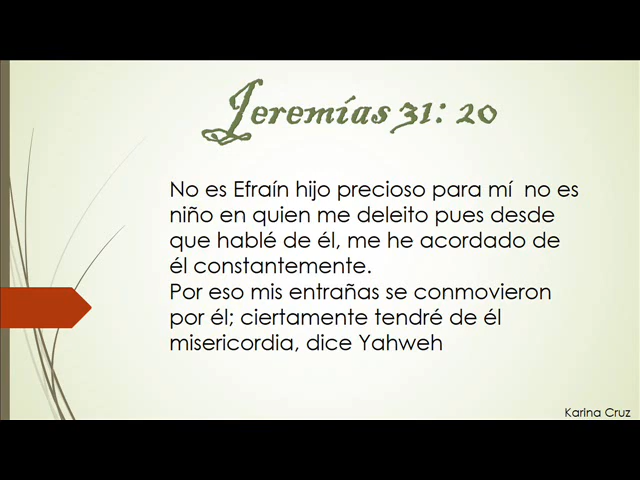 Jeremías 31: 20
No es Efraín hijo precioso para mí  no es
niño en quien me deleito pues desde
que hablé de él, me he acordado de
él constantemente.
Por eso mis entrañas se conmovieron
por él; ciertamente tendré de él
misericordia, dice Yahweh
Karina Cruz